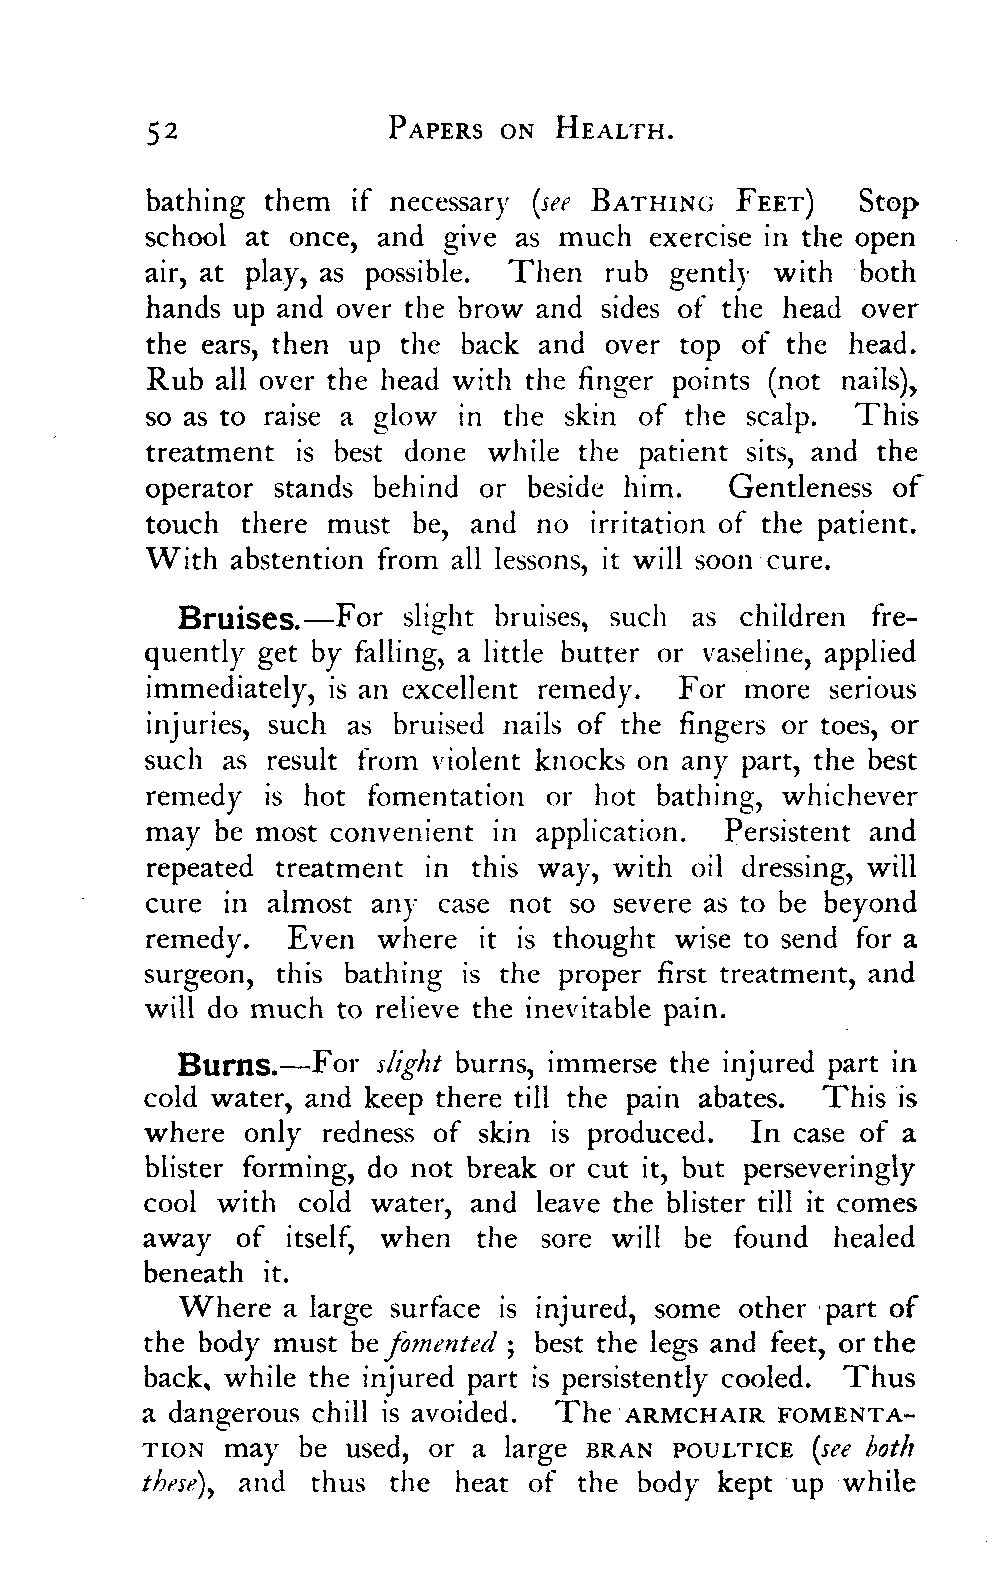 52 PAPERS ON HEALTH.
bathing them if necessary (see BATHING FEET) Stop
school at once, and give as much exercise in the open
air, at play, as possible. Then rub gently with both
hands up and over the brow and sides of the head over
the ears, then up the back and over top of the head.
Rub all over the head with the finger points (not nails),
so as to raise a glow in the skin of the scalp. This
treatment is best done while the patient sits, and the
operator stands behind or beside him. Gentleness of
touch there must be, and no irritation of the patient.
With abstention from all lessons, it will soon cure.
Bruises.—For slight bruises, such as children fre-
quently get by falling, a little butter or vaseline, applied
immediately, is an excellent remedy. For more serious
injuries, such as bruised nails of the fingers or toes, or
such as result from violent knocks on any part, the best
remedy is hot fomentation or hot bathing, whichever
may be most convenient in application. Persistent and
repeated treatment in this way, with oil dressing, will
cure in almost any case not so severe as to be beyond
remedy. Even where it is thought wise to send for a
surgeon, this bathing is the proper first treatment, and
will do much to relieve the inevitable pain.
Burns.—For slight burns, immerse the injured part in
cold water, and keep there till the pain abates. This is
where only redness of skin is produced. In case of a
blister forming, do not break or cut it, but perseveringly
cool with cold water, and leave the blister till it comes
away of itself, when the sore will be found healed
beneath it.
Where a large surface is injured, some other part of
the body must be fomented ; best the legs and feet, or the
back, while the injured part is persistently cooled. Thus
a dangerous chill is avoided. The ARMCHAIR FOMENTA-
TION may be used, or a large BRAN POULTICE (see both
these), and thus the heat of the body kept up while